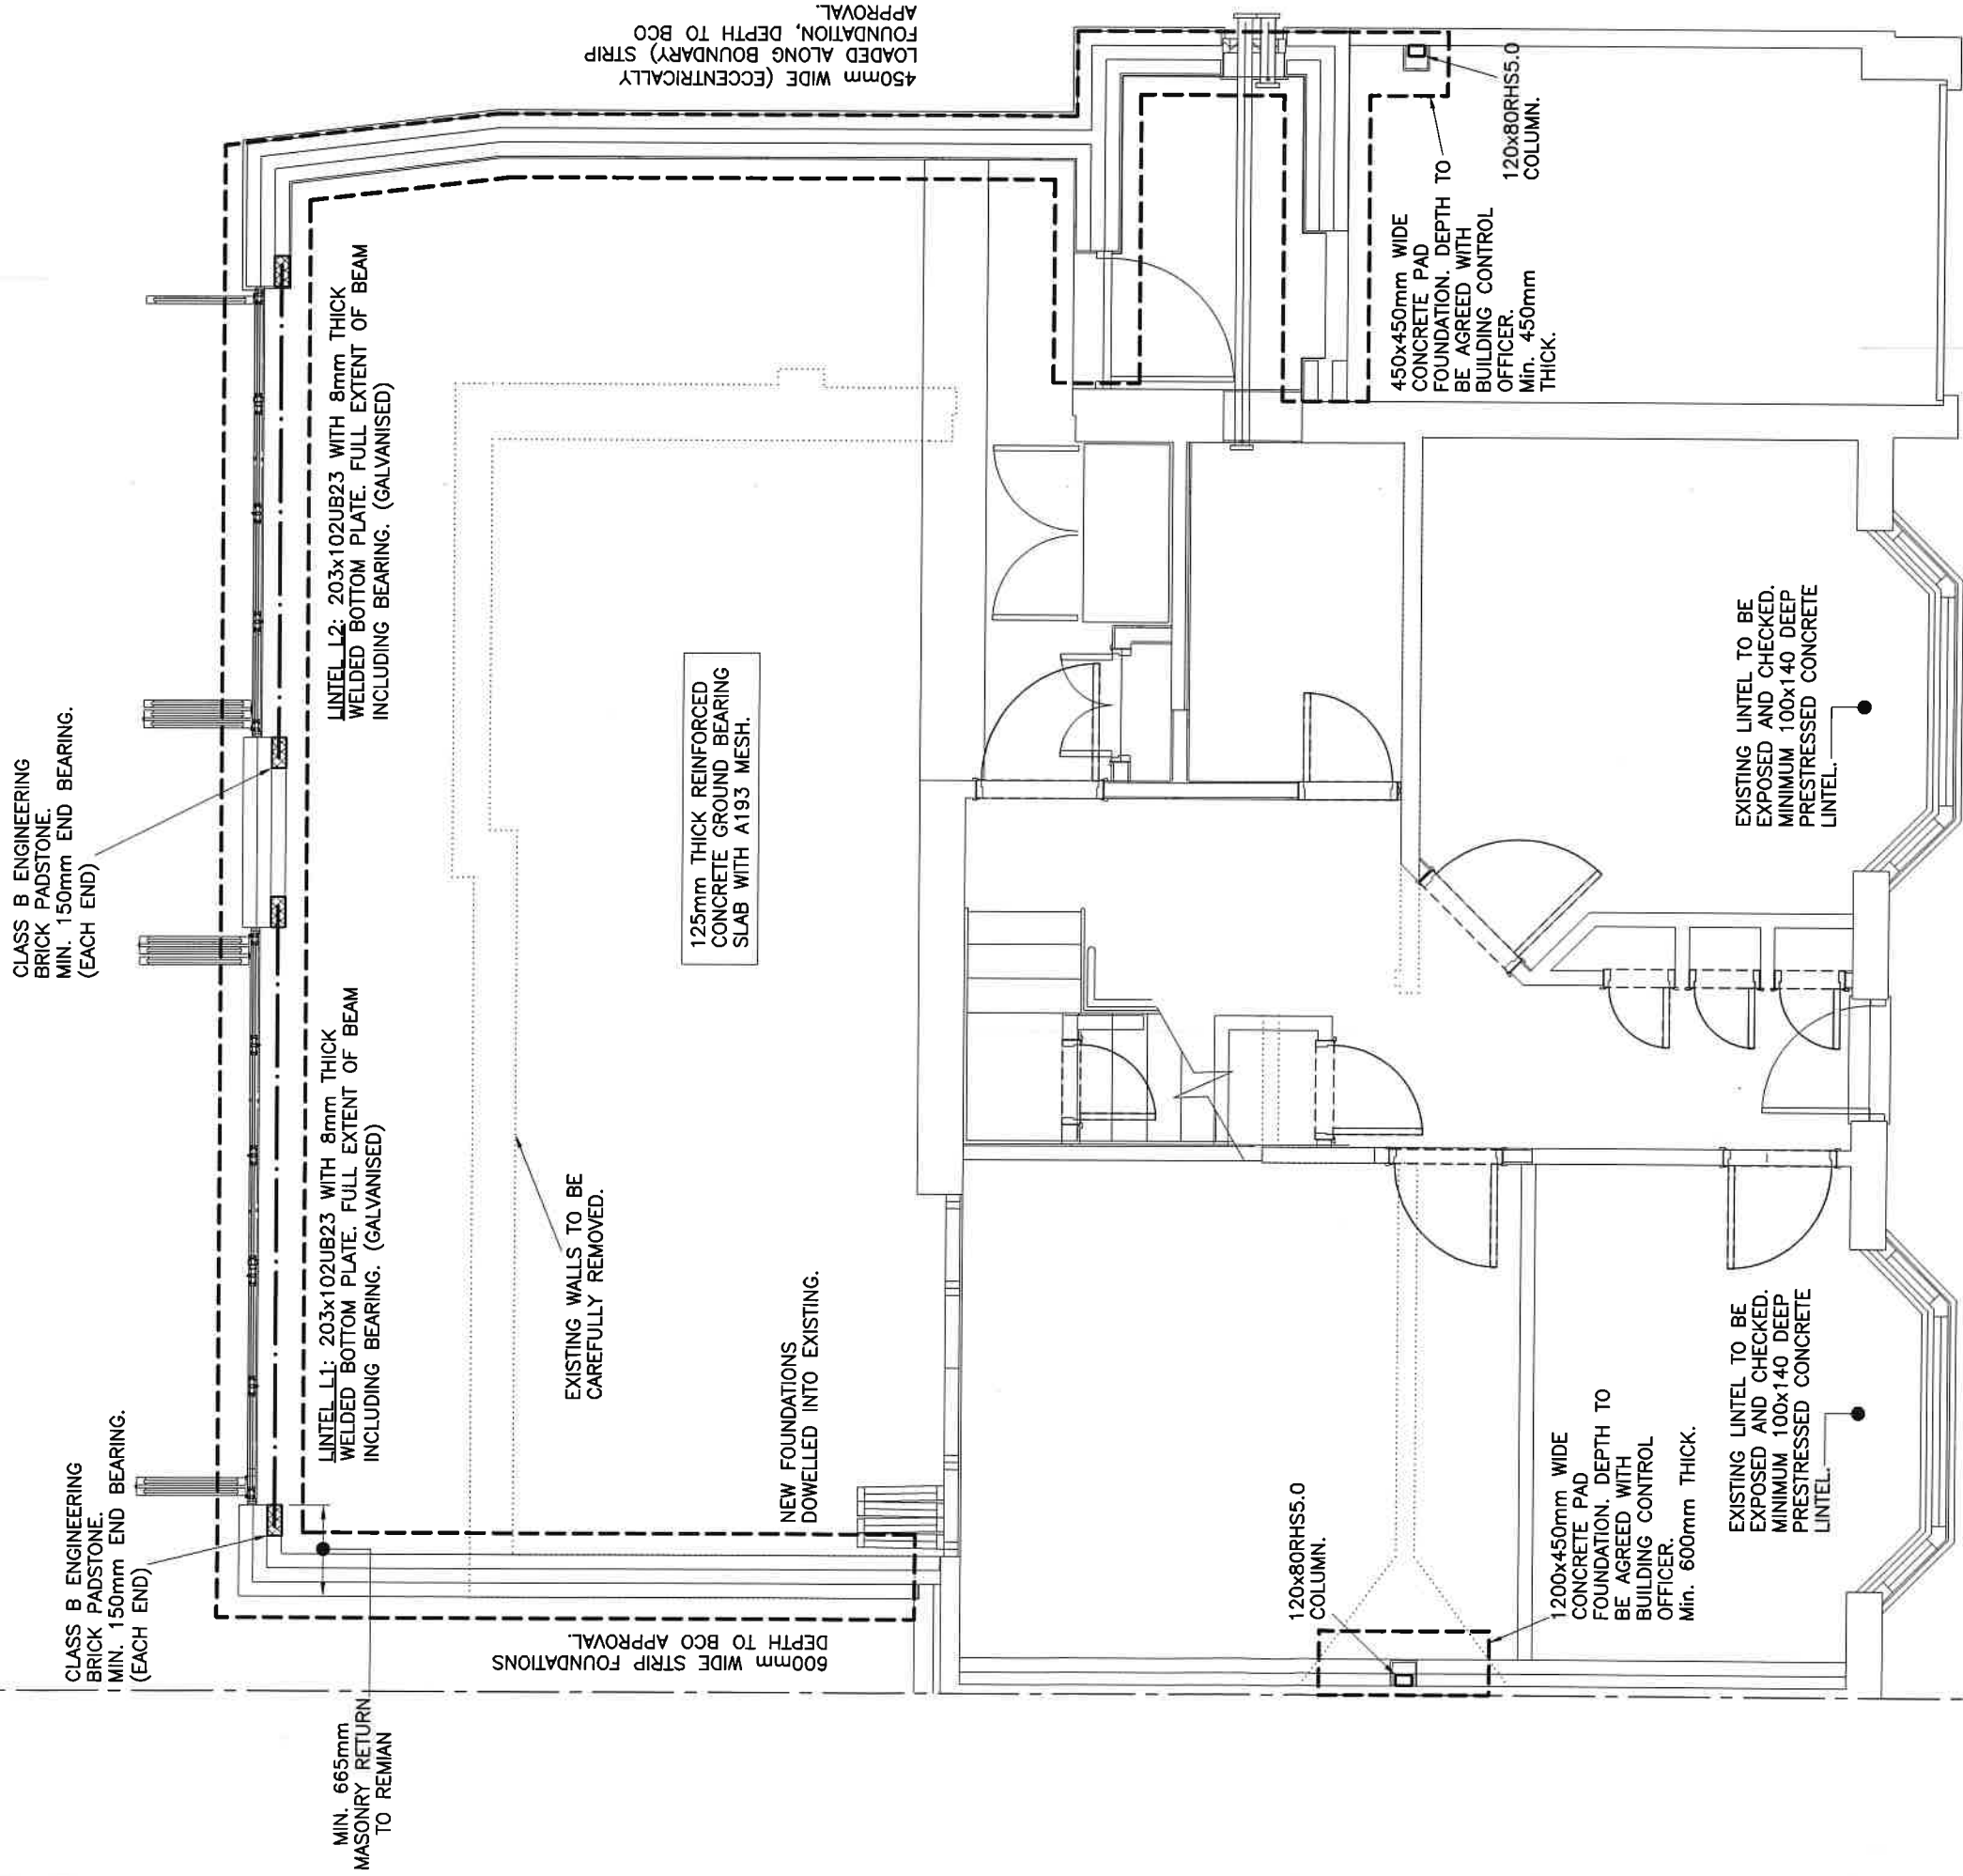 CLASS B ENGINEERING
BRICK PADSTONE.
MIN. 150mm END BEARING.
(EACH END)
MIN. 665mm
MASONRY RETURN
TO REMIAN
LINTEL L1: 203x102UB23 WITH 8mm THICK
WELDED BOTTOM PLATE. FULL EXTENT OF BEAM
INCLUDING BEARING. (GALVANISED)
EXISTING WALLS TO BE
CAREFULLY REMOVED.
NEW FOUNDATIONS
DOWELLED INTO EXISTING.
600mm WIDE STRIP FOUNDATIONS
DEPTH TO BCO APPROVAL.
120x80RHS5.0
COLUMN.
1200x450mm WIDE
CONCRETE PAD
FOUNDATION. DEPTH TO
BE AGREED WITH
BUILDING CONTROL
OFFICER.
Min. 600mm THICK.
EXISTING LINTEL TO BE
EXPOSED AND CHECKED.
MINIMUM 100x140 DEEP
PRESTRESSED CONCRETE
LINTEL.
CLASS B ENGINEERING
BRICK PADSTONE.
MIN. 150mm END BEARING.
(EACH END)
LINTEL L2: 203x102UB23 WITH 8mm THICK
WELDED BOTTOM PLATE. FULL EXTENT OF BEAM
INCLUDING BEARING. (GALVANISED)
125mm THICK REINFORCED
CONCRETE GROUND BEARING
SLAB WITH A193 MESH.
EXISTING LINTEL TO BE
EXPOSED AND CHECKED.
MINIMUM 100x140 DEEP
PRESTRESSED CONCRETE
LINTEL.
450mm WIDE (ECCENTRICALLY
LOADED ALONG BOUNDARY) STRIP
FOUNDATION, DEPTH TO BCO
APPROVAL.
450x450mm WIDE
CONCRETE PAD
FOUNDATION. DEPTH TO
BE AGREED WITH
BUILDING CONTROL
OFFICER.
Min. 450mm
THICK.
120x80RHS5.0
COLUMN.